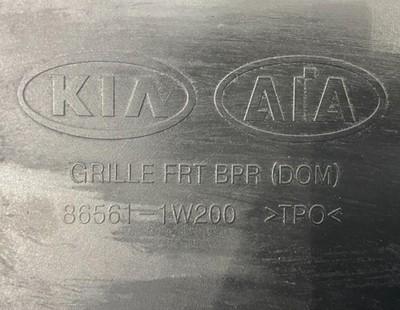 KIA AIA
GRILLE FRT BPR (DOM)
86561-1W200 >TPO<